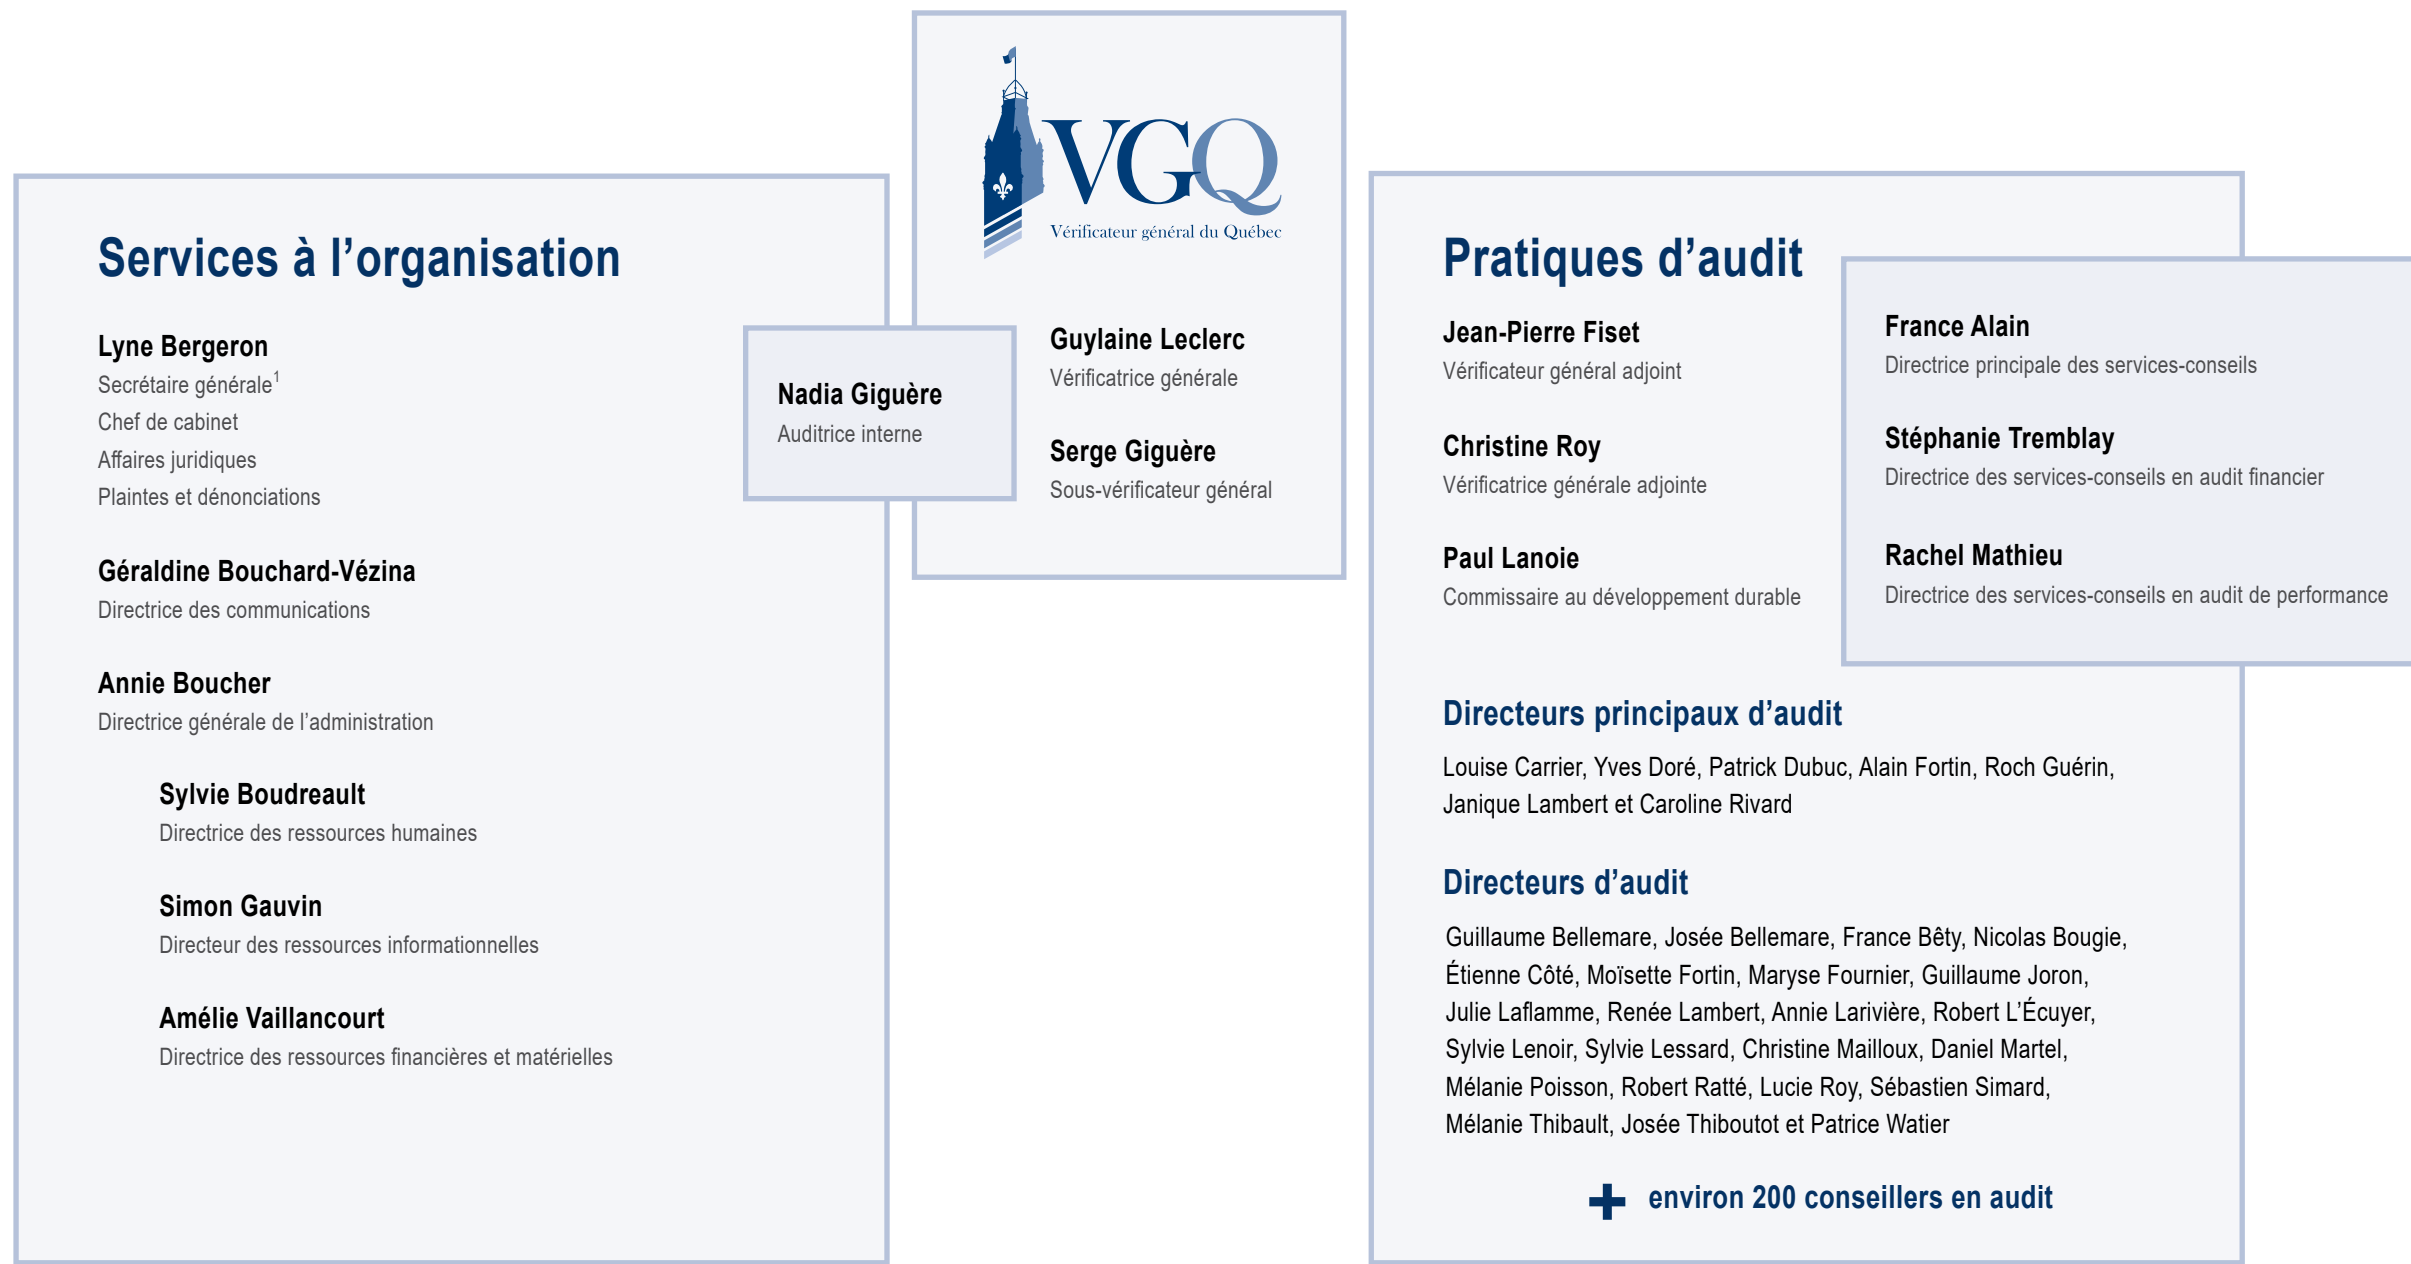 VGQ
Vérificateur général du Québec
Services à l’organisation
Lyne Bergeron
Secrétaire générale1
Chef de cabinet
Affaires juridiques
Plaintes et dénonciations
Géraldine Bouchard-Vézina
Directrice des communications
Annie Boucher
Directrice générale de l’administration
Sylvie Boudreault
Directrice des ressources humaines
Simon Gauvin
Directeur des ressources informationnelles
Amélie Vaillancourt
Directrice des ressources financières et matérielles
Nadia Giguère
Auditrice interne
Guylaine Leclerc
Vérificatrice générale
Serge Giguère
Sous-vérificateur général
Pratiques d’audit
Jean-Pierre Fiset
Vérificateur général adjoint
Christine Roy
Vérificatrice générale adjointe
Paul Lanoie
Commissaire au développement durable
France Alain
Directrice principale des services-conseils
Stéphanie Tremblay
Directrice des services-conseils en audit financier
Rachel Mathieu
Directrice des services-conseils en audit de performance
Directeurs principaux d’audit
Louise Carrier, Yves Doré, Patrick Dubuc, Alain Fortin, Roch Guérin,
Janique Lambert et Caroline Rivard
Directeurs d’audit
Guillaume Bellemare, Josée Bellemare, France Bêty, Nicolas Bougie,
Étienne Côté, Moïsette Fortin, Maryse Fournier, Guillaume Joron,
Julie Laflamme, Renée Lambert, Annie Larivière, Robert L’Écuyer,
Sylvie Lenoir, Sylvie Lessard, Christine Mailloux, Daniel Martel,
Mélanie Poisson, Robert Ratté, Lucie Roy, Sébastien Simard,
Mélanie Thibault, Josée Thiboutot et Patrice Watier
+ environ 200 conseillers en audit